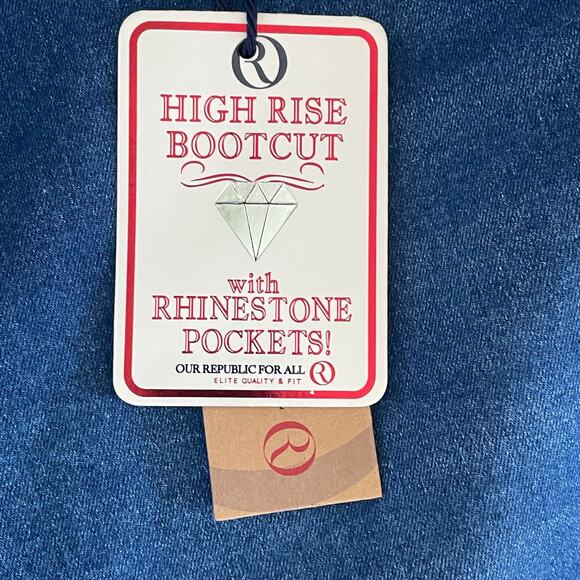 R
HIGH RISE
BOOTCUT
with
RHINESTONE
POCKETS!
OUR REPUBLIC FOR ALL R
ELITE QUALITY & FIT
R